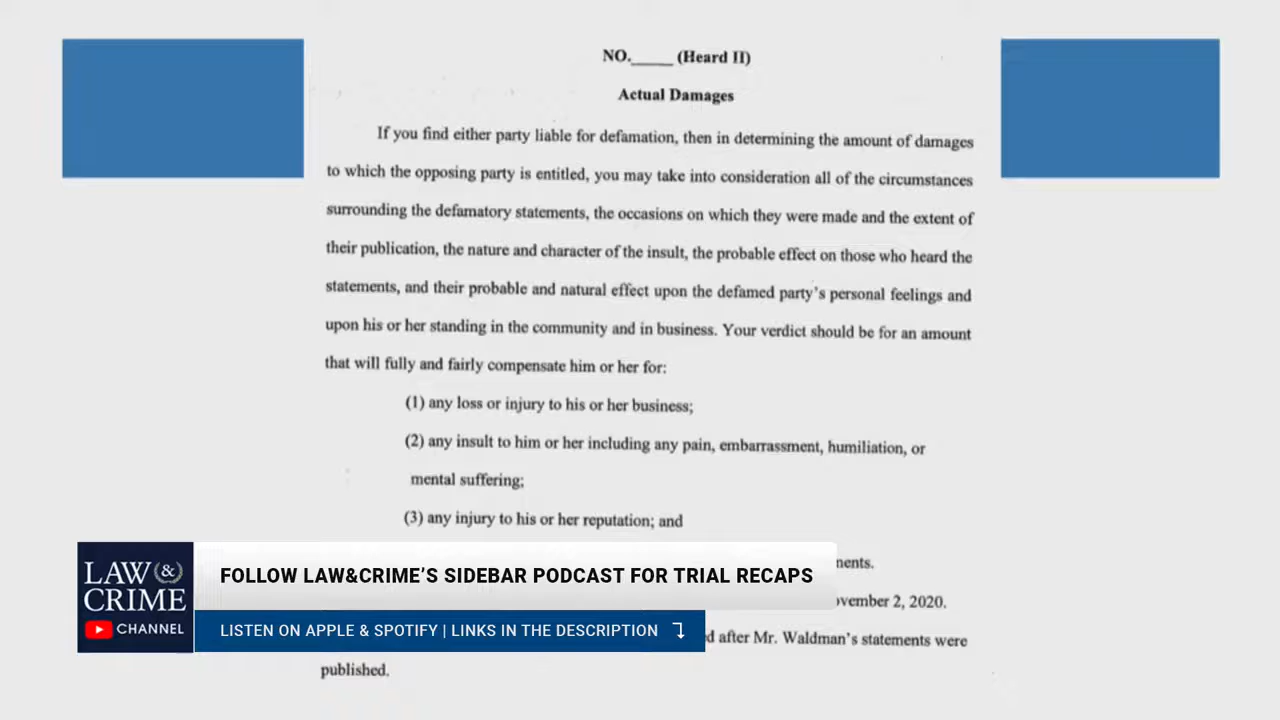 NO._____ (Heard II)
Actual Damages
If you find either party liable for defamation, then in determining the amount of damages
to which the opposing party is entitled, you may take into consideration all of the circumstances
surrounding the defamatory statements, the occasions on which they were made and the extent of
their publication, the nature and character of the insult, the probable effect on those who heard the
statements, and their probable and natural effect upon the defamed party's personal feelings and
upon his or her standing in the community and in business. Your verdict should be for an amount
that will fully and fairly compensate him or her for:
(1) any loss or injury to his or her business;
(2) any insult to him or her including any pain, embarrassment, humiliation, or
mental suffering;
(3) any injury to his or her reputation; and
2, 2020.
after Mr. Waldman's statements were
published.
LAW &
CRIME
CHANNEL
FOLLOW LAW&CRIME'S SIDEBAR PODCAST FOR TRIAL RECAPS
LISTEN ON APPLE & SPOTIFY | LINKS IN THE DESCRIPTION